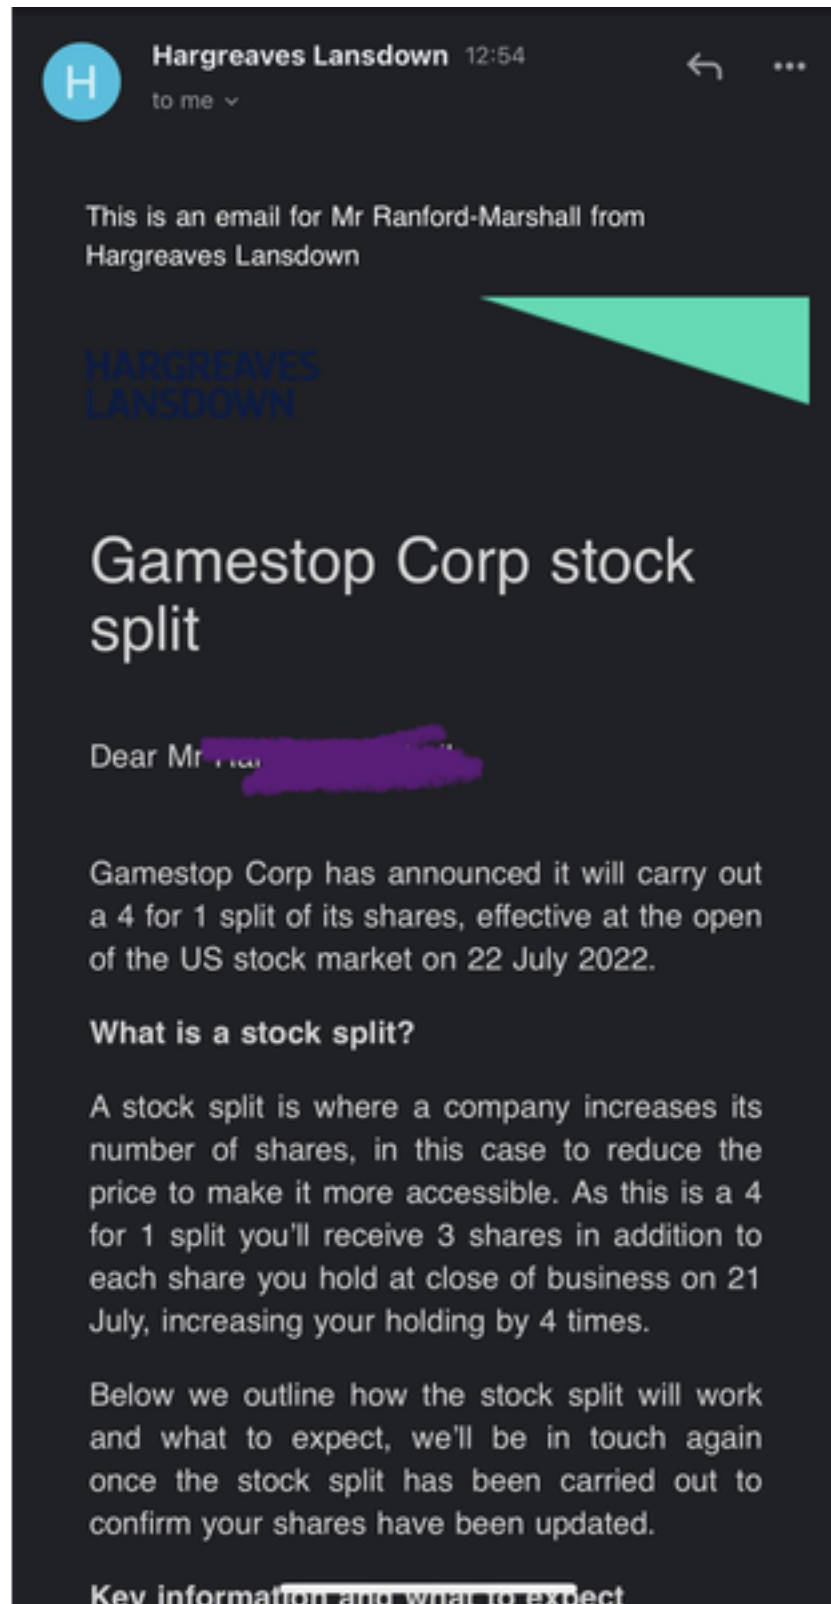 H
Hargreaves Lansdown 12:54
to me
This is an email for Mr Ranford-Marshall from
Hargreaves Lansdown
HARGREAVES
LANSDOWN
Gamestop Corp stock
split
Dear Mr
Gamestop Corp has announced it will carry out
a 4 for 1 split of its shares, effective at the open
of the US stock market on 22 July 2022.
What is a stock split?
A stock split is where a company increases its
number of shares, in this case to reduce the
price to make it more accessible. As this is a 4
for 1 split you'll receive 3 shares in addition to
each share you hold at close of business on 21
July, increasing your holding by 4 times.
Below we outline how the stock split will work
and what to expect, we'll be in touch again
once the stock split has been carried out to
confirm your shares have been updated.
Key information and what to expect